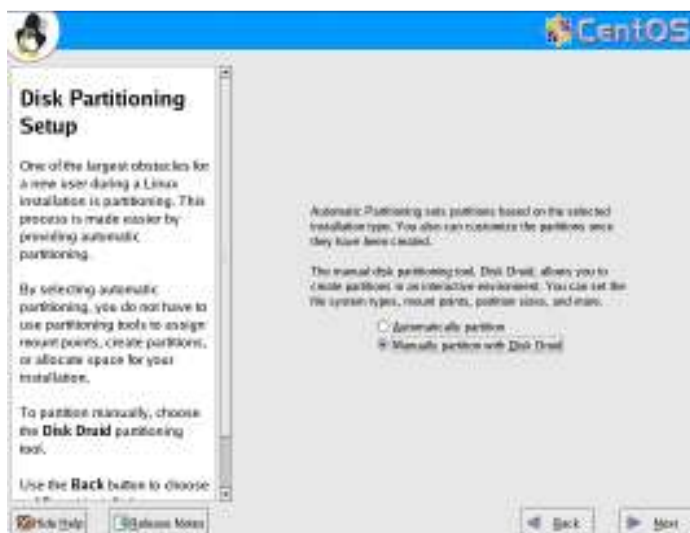 CentOS
Disk Partitioning
Setup
One of the largest obstacles for
a new user during a Linux
installation is partitioning. This
process is made easier by
providing automatic
partitioning.
By selecting automatic
partitioning, you do not have to
use partitioning tools to assign
mount points, create partitions,
or allocate space for your
installation.
To partition manually, choose
the Disk Druid partitioning
tool.
Use the Back button to choose
Automatic Partitioning sets partitions based on the selected
installation type. You also can customize the partitions once
they have been created.
The manual disk partitioning tool, Disk Druid, allows you to
create partitions in an interactive environment. You can set the
file system types, mount points, partition sizes, and more.
Automatically partition
Manually partition with Disk Druid
Hide Help
Release Notes
Back
Next